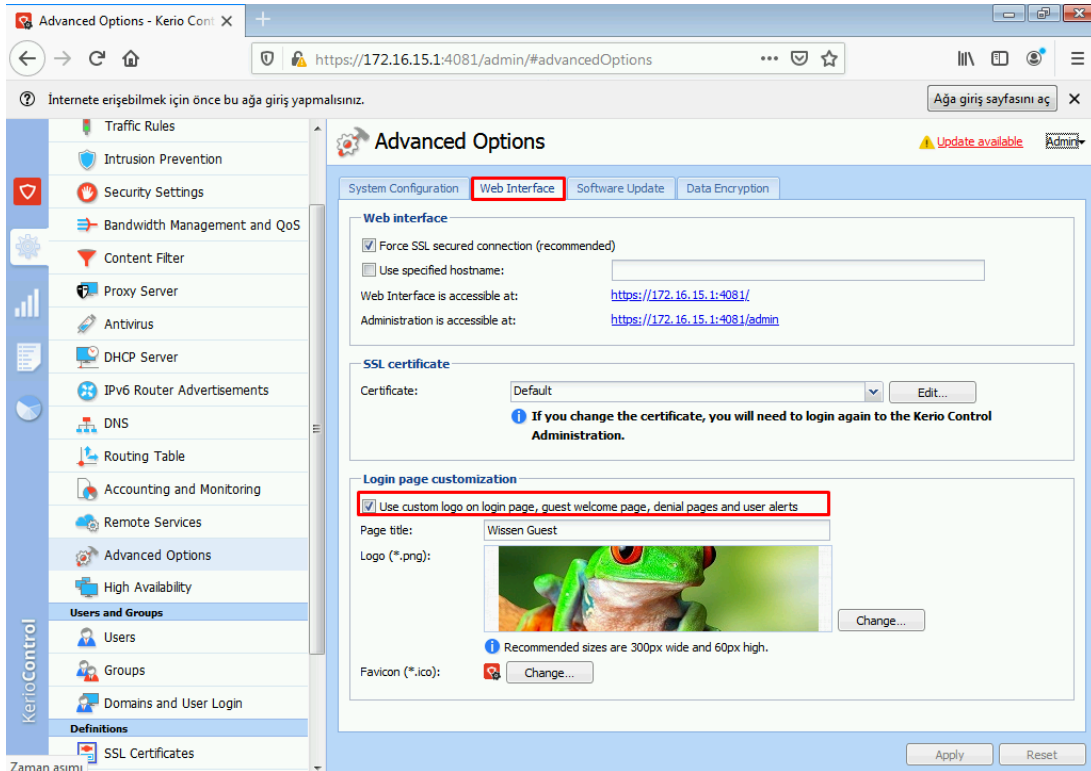 Advanced Options - Kerio Cont
https://172.16.15.1:4081/admin/#advancedOptions
İnternete erişebilmek için önce bu ağa giriş yapmalısınız.
Ağa giriş sayfasını aç
Traffic Rules
Intrusion Prevention
Security Settings
Bandwidth Management and QoS
Content Filter
Proxy Server
Antivirus
DHCP Server
IPv6 Router Advertisements
DNS
Routing Table
Accounting and Monitoring
Remote Services
Advanced Options
High Availability
Users and Groups
Users
Groups
Domains and User Login
Definitions
SSL Certificates
KerioControl
Zaman aşımı
Advanced Options
Update available
Admin
System Configuration
Web Interface
Software Update
Data Encryption
Web interface
Force SSL secured connection (recommended)
Use specified hostname:
Web Interface is accessible at: https://172.16.15.1:4081/
Administration is accessible at: https://172.16.15.1:4081/admin
SSL certificate
Certificate: Default Edit...
If you change the certificate, you will need to login again to the Kerio Control
Administration.
Login page customization
Use custom logo on login page, guest welcome page, denial pages and user alerts
Page title: Wissen Guest
Logo (*.png):
Change...
Recommended sizes are 300px wide and 60px high.
Favicon (*.ico): Change...
Apply Reset